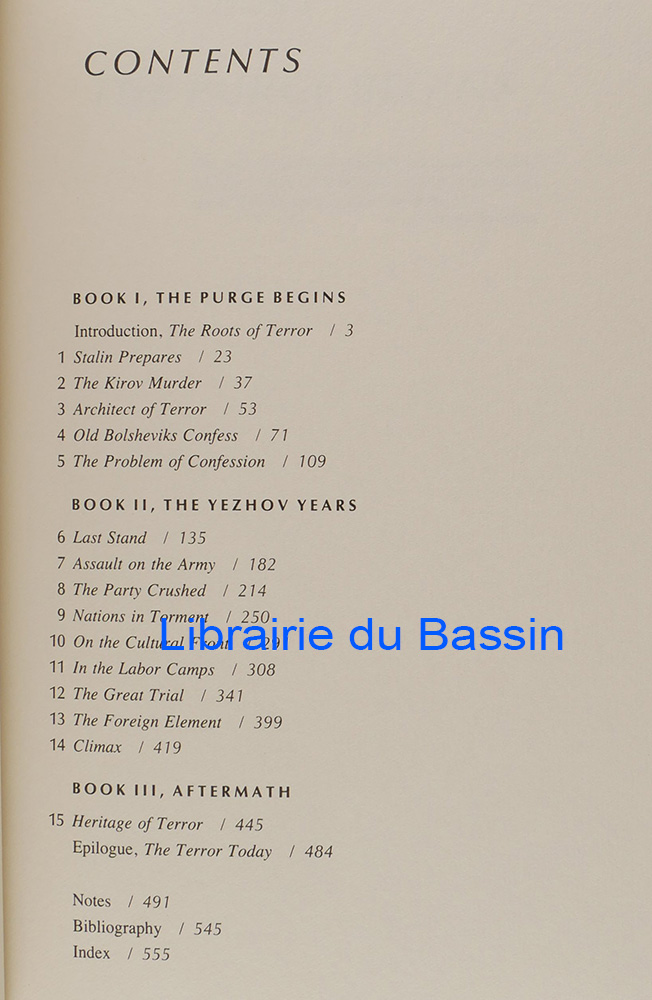 CONTENTS
BOOK I, THE PURGE BEGINS
Introduction, The Roots of Terror / 3
1 Stalin Prepares / 23
2 The Kirov Murder / 37
3 Architect of Terror / 53
4 Old Bolsheviks Confess / 71
5 The Problem of Confession / 109
BOOK II, THE YEZHOV YEARS
6 Last Stand / 135
7 Assault on the Army / 182
8 The Party Crushed / 214
9 Nations in Torment / 250
10 On the Cultural Front /
Librairie du Bassin
11 In the Labor Camps / 308
12 The Great Trial / 341
13 The Foreign Element / 399
14 Climax / 419
BOOK III, AFTERMATH
15 Heritage of Terror / 445
Epilogue, The Terror Today / 484
Notes / 491
Bibliography / 545
Index / 555